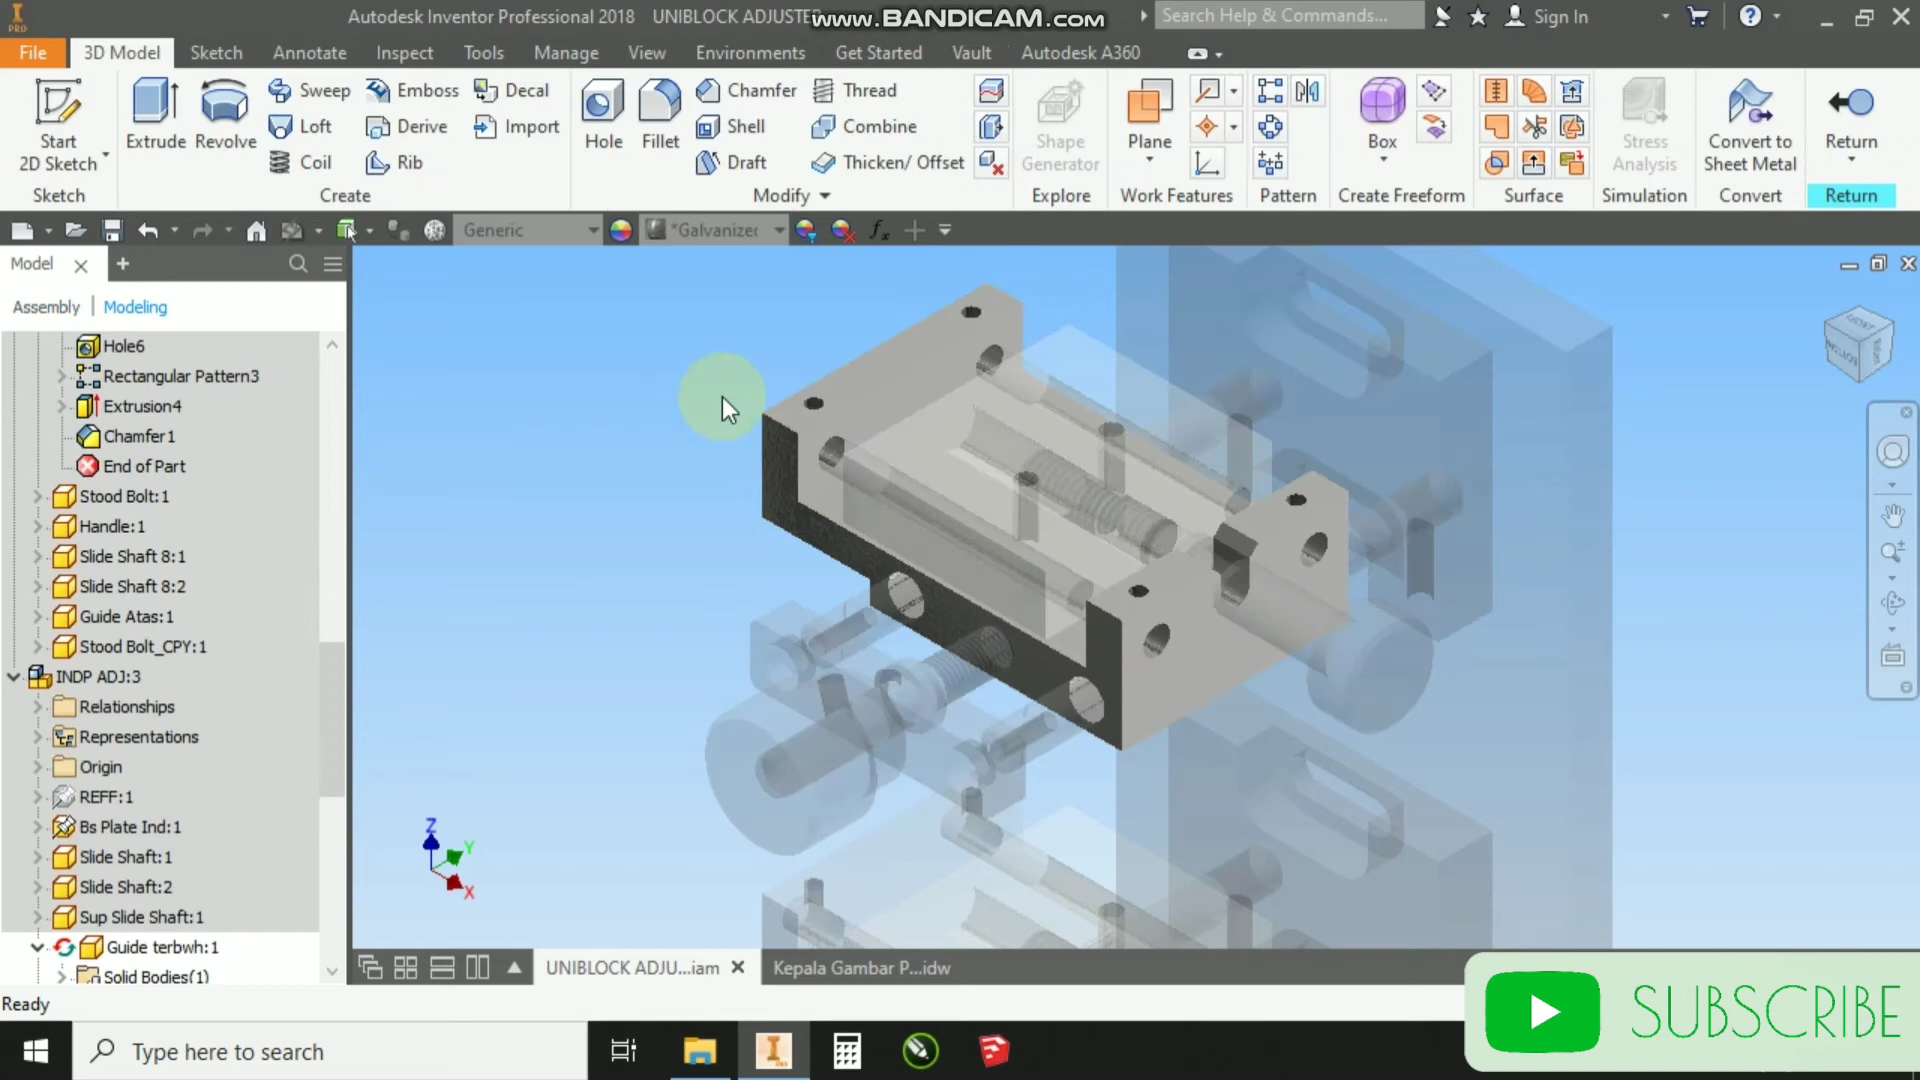 Autodesk Inventor Professional 2018 UNIBLOCK ADJUSTER
www.BANDICAM.com
Search Help & Commands...
Sign In
PRO
File
3D Model
Sketch
Annotate
Inspect
Tools
Manage
View
Environments
Get Started
Vault
Autodesk A360
Start
2D Sketch
Sketch
Extrude
Revolve
Sweep
Loft
Coil
Emboss
Derive
Rib
Decal
Import
Create
Hole
Fillet
Chamfer
Shell
Draft
Thread
Combine
Thicken/ Offset
Modify
Shape
Generator
Explore
Plane
Work Features
Pattern
Box
Create Freeform
Surface
Stress
Analysis
Simulation
Convert to
Sheet Metal
Convert
Return
Return
Generic
*Galvanized
fx
Model
Assembly
Modeling
Hole6
Rectangular Pattern3
Extrusion4
Chamfer1
End of Part
Stood Bolt:1
Handle:1
Slide Shaft 8:1
Slide Shaft 8:2
Guide Atas:1
Stood Bolt_CPY:1
INDP ADJ:3
Relationships
Representations
Origin
REFF:1
Bs Plate Ind:1
Slide Shaft:1
Slide Shaft:2
Sup Slide Shaft:1
Guide terbwh:1
Solid Bodies(1)
Z
Y
X
UNIBLOCK ADJU...iam
Kepala Gambar P...idw
Ready
Type here to search
SUBSCRIBE